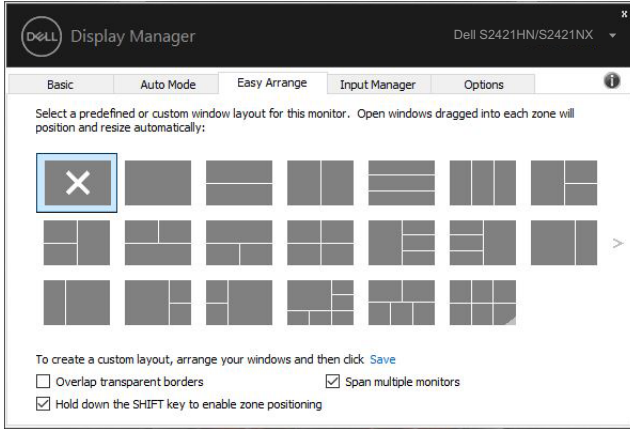 x
DELL Display Manager
Dell S2421HN/S2421NX
Basic Auto Mode Easy Arrange Input Manager Options i
Select a predefined or custom window layout for this monitor. Open windows dragged into each zone will
position and resize automatically:
>
To create a custom layout, arrange your windows and then click Save
Overlap transparent borders
Span multiple monitors
Hold down the SHIFT key to enable zone positioning